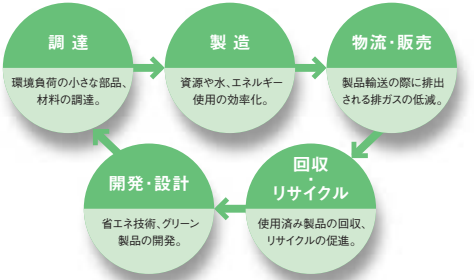 調達
環境負荷の小さな部品、
材料の調達。
製造
資源や水、エネルギー
使用の効率化。
物流・販売
製品輸送の際に排出
される排ガスの低減。
回収
・
リサイクル
使用済み製品の回収、
リサイクルの促進。
開発・設計
省エネ技術、グリーン
製品の開発。